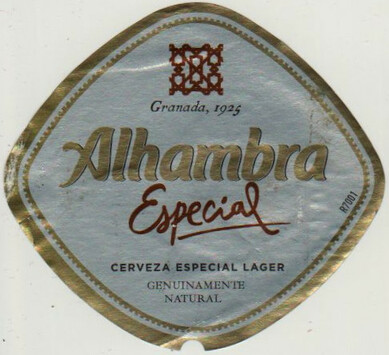 Granada, 1925
Alhambra
Especial
R7001
CERVEZA ESPECIAL LAGER
GENUINAMENTE
NATURAL